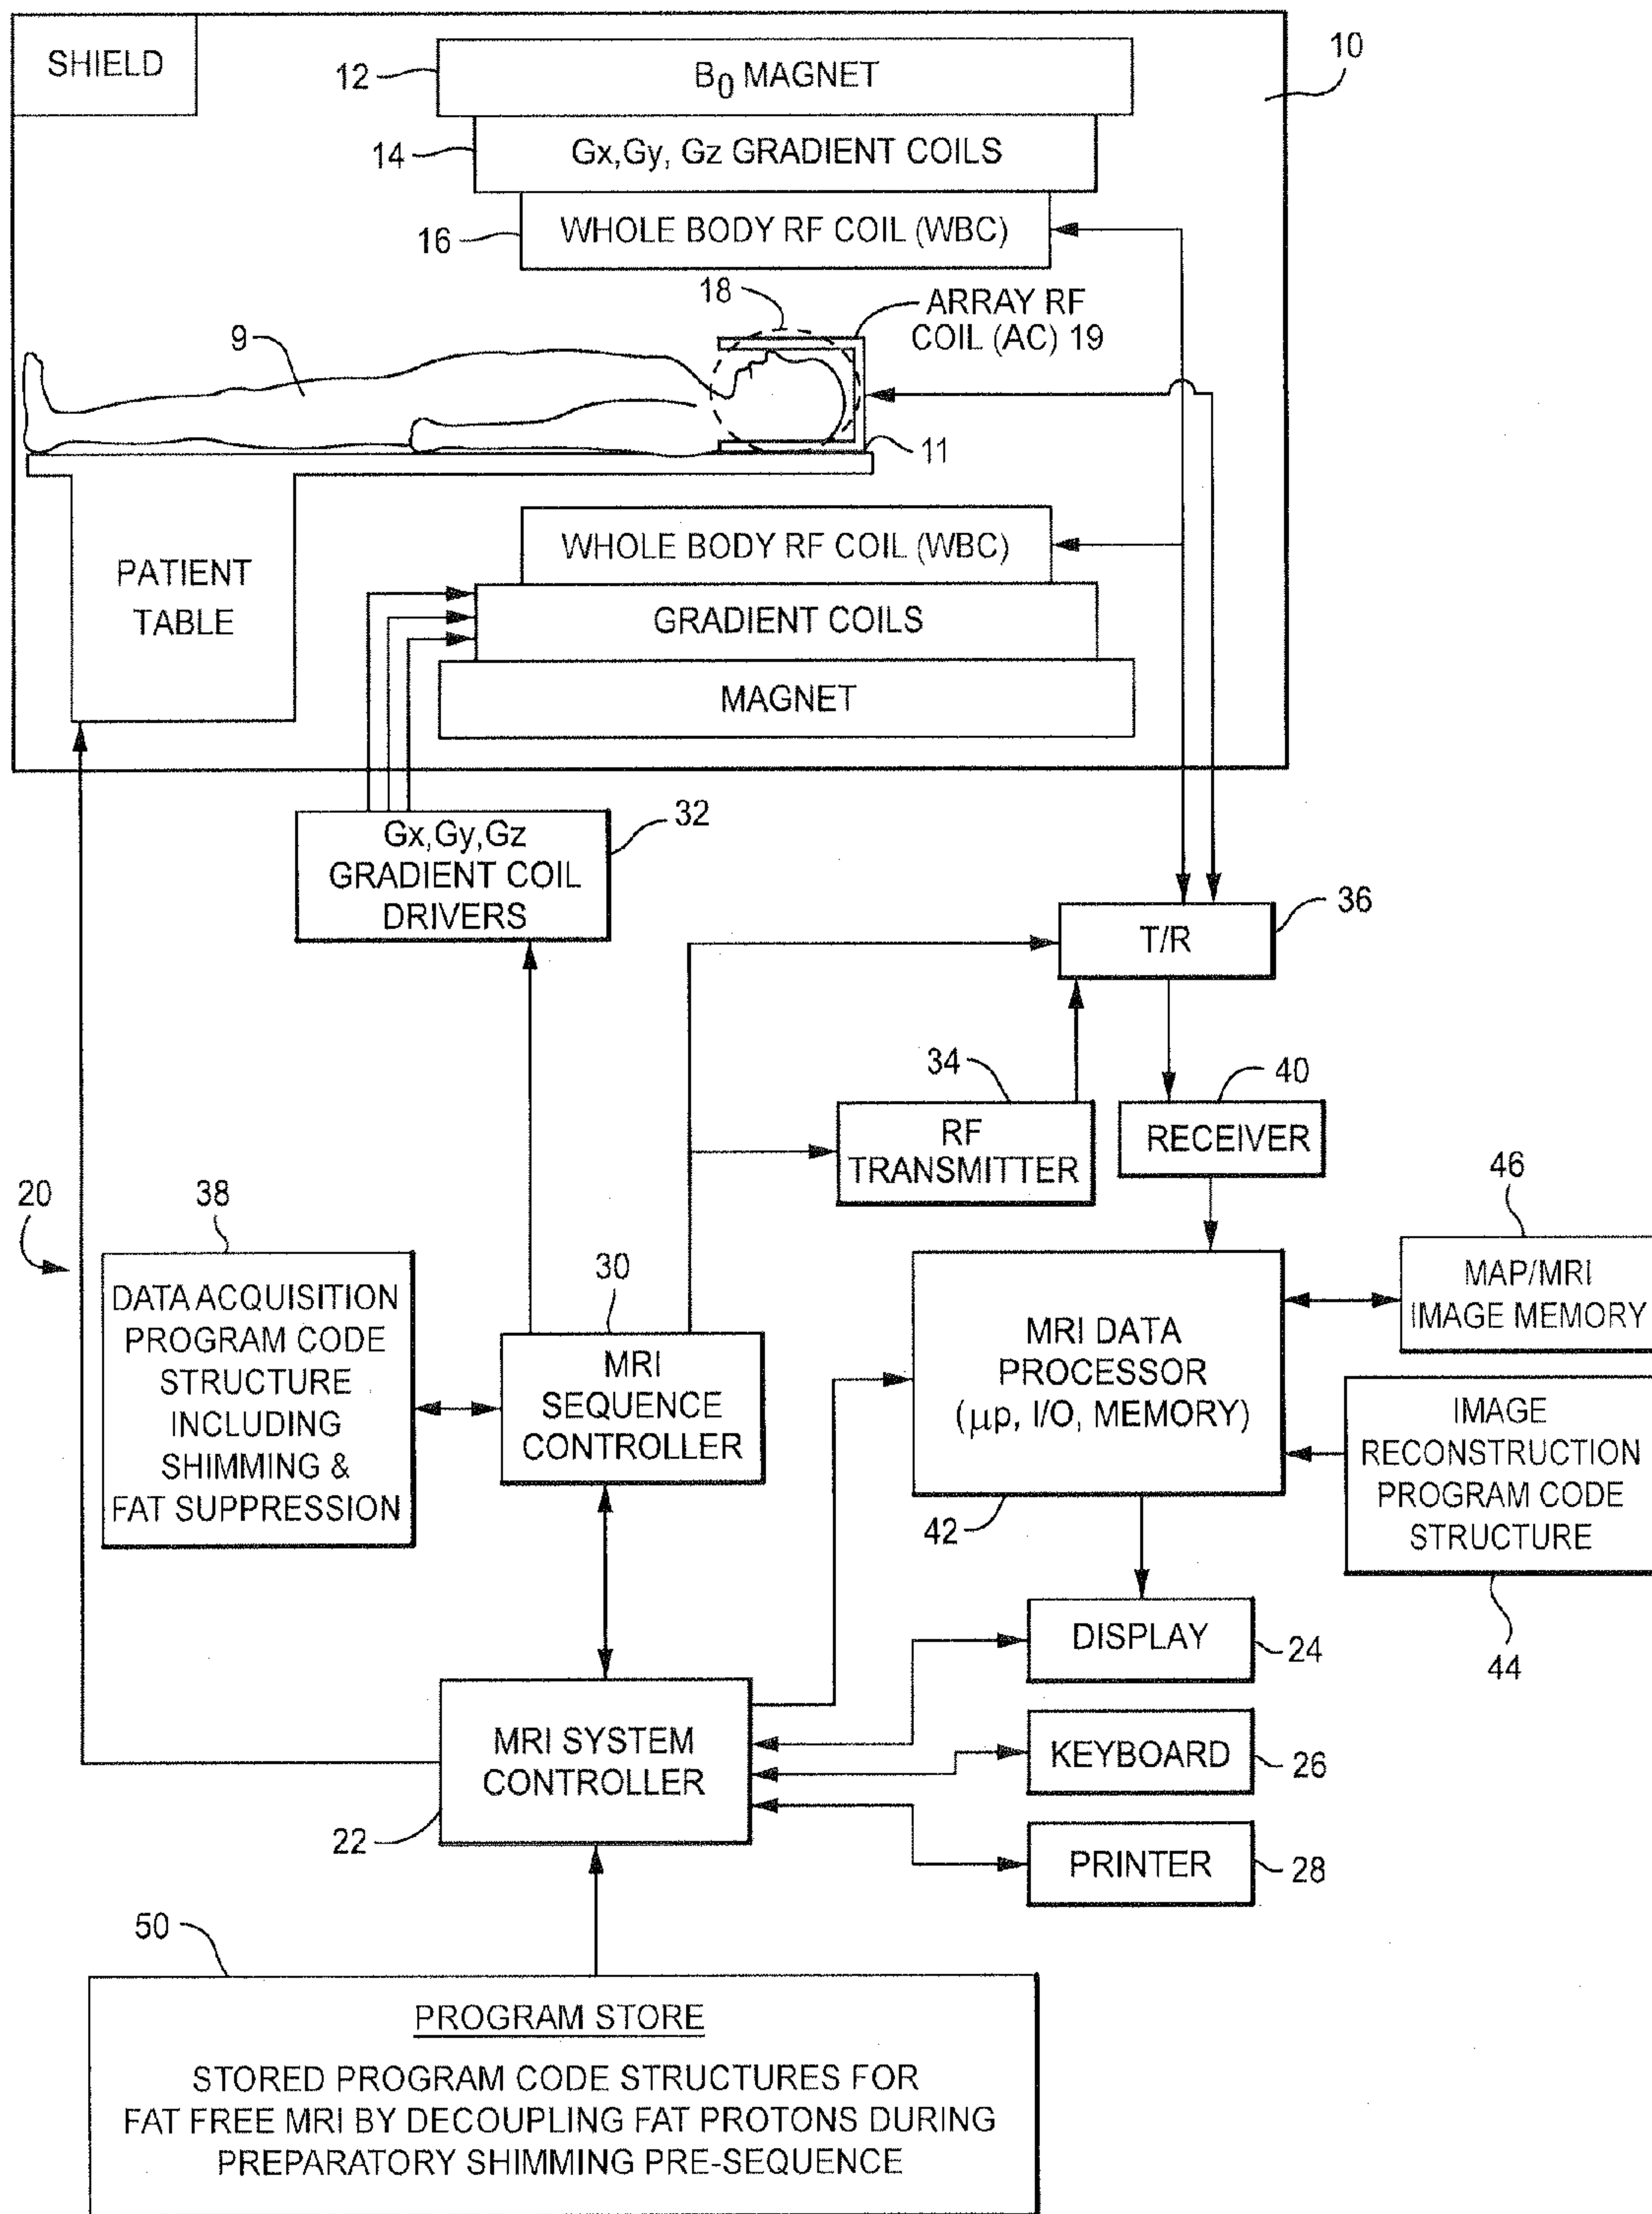 SHIELD
10
12
B0 MAGNET
14
Gx,Gy, Gz GRADIENT COILS
16
WHOLE BODY RF COIL (WBC)
18
ARRAY RF
COIL (AC) 19
9
11
WHOLE BODY RF COIL (WBC)
PATIENT
TABLE
GRADIENT COILS
MAGNET
Gx,Gy,Gz
GRADIENT COIL
DRIVERS
32
36
T/R
34
40
RF
TRANSMITTER
RECEIVER
20
38
46
DATA ACQUISITION
PROGRAM CODE
STRUCTURE
INCLUDING
SHIMMING &
FAT SUPPRESSION
30
MRI
SEQUENCE
CONTROLLER
MRI DATA
PROCESSOR
(μp, I/O, MEMORY)
42
MAP/MRI
IMAGE MEMORY
IMAGE
RECONSTRUCTION
PROGRAM CODE
STRUCTURE
44
DISPLAY
24
MRI SYSTEM
CONTROLLER
22
KEYBOARD
26
PRINTER
28
50
PROGRAM STORE
STORED PROGRAM CODE STRUCTURES FOR
FAT FREE MRI BY DECOUPLING FAT PROTONS DURING
PREPARATORY SHIMMING PRE-SEQUENCE